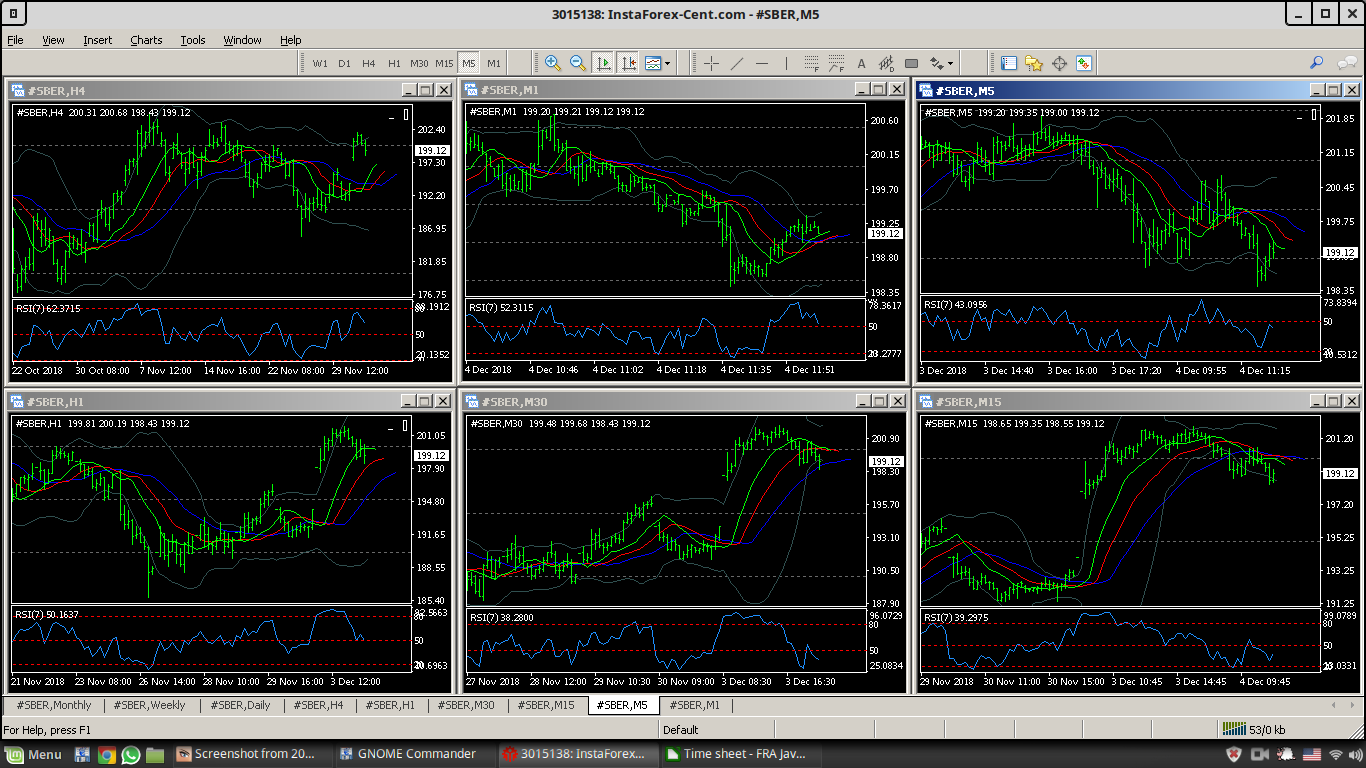 3015138: InstaForex-Cent.com - #SBER,M5
File View Insert Charts Tools Window Help
W1 D1 H4 H1 M30 M15 M5 M1
A
#SBER,H4
#SBER,H4 200.31 200.68 198.43 199.12
202.40
199.12
197.30
192.20
186.95
181.85
176.75
RSI(7) 62.3715
50
20.1352
22 Oct 2018 30 Oct 08:00 7 Nov 12:00 14 Nov 16:00 22 Nov 08:00 29 Nov 12:00
#SBER,M1
#SBER,M1 199.20 199.21 199.12 199.12
200.60
200.15
199.70
199.25
199.12
198.80
198.35
RSI(7) 52.3115
78.3617
50
4 Dec 2018 4 Dec 10:46 4 Dec 11:02 4 Dec 11:18 4 Dec 11:35 4 Dec 11:51
#SBER,M5
#SBER,M5 199.20 199.35 199.00 199.12
201.85
201.15
200.45
199.75
199.12
198.35
RSI(7) 43.0956
73.8394
50
3 Dec 2018 3 Dec 14:40 3 Dec 16:00 3 Dec 17:20 4 Dec 09:55 4 Dec 11:15
#SBER,H1
#SBER,H1 199.81 200.19 198.43 199.12
201.05
199.12
197.90
194.80
191.65
188.55
185.40
RSI(7) 50.1637
80
50
21 Nov 2018 23 Nov 08:00 26 Nov 14:00 28 Nov 10:00 29 Nov 16:00 3 Dec 12:00
#SBER,M30
#SBER,M30 199.48 199.68 198.43 199.12
200.90
199.12
198.30
195.70
193.10
190.50
187.90
RSI(7) 38.2800
96.0729
80
50
25.0834
27 Nov 2018 28 Nov 08:30 29 Nov 10:30 30 Nov 09:00 3 Dec 08:30 3 Dec 16:30
#SBER,M15
#SBER,M15 198.65 199.35 198.55 199.12
201.20
199.12
197.20
195.25
193.25
191.25
RSI(7) 39.2975
99.0789
80
50
29 Nov 2018 30 Nov 11:00 30 Nov 15:00 3 Dec 10:45 3 Dec 14:45 4 Dec 09:45
#SBER,Monthly #SBER,Weekly #SBER,Daily #SBER,H4 #SBER,H1 #SBER,M30 #SBER,M15 #SBER,M5 #SBER,M1
For Help, press F1 Default 53/0 kb
Menu Screenshot from 20... GNOME Commander 3015138: InstaForex... Time sheet - FRA Jav...